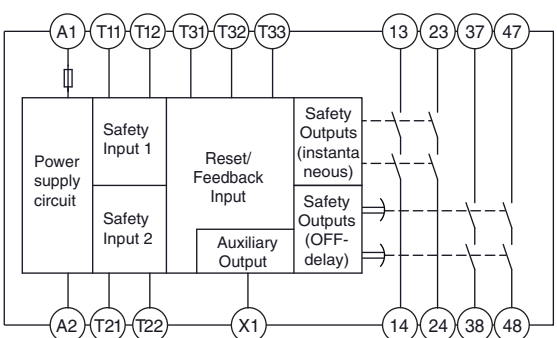 A1 T11 T12 T31 T32 T33 13 23 37 47
Power
supply
circuit
Safety
Input 1
Safety
Input 2
Reset/
Feedback
Input
Auxiliary
Output
Safety
Outputs
(instanta
neous)
Safety
Outputs
(OFF-
delay)
A2 T21 T22 X1 14 24 38 48